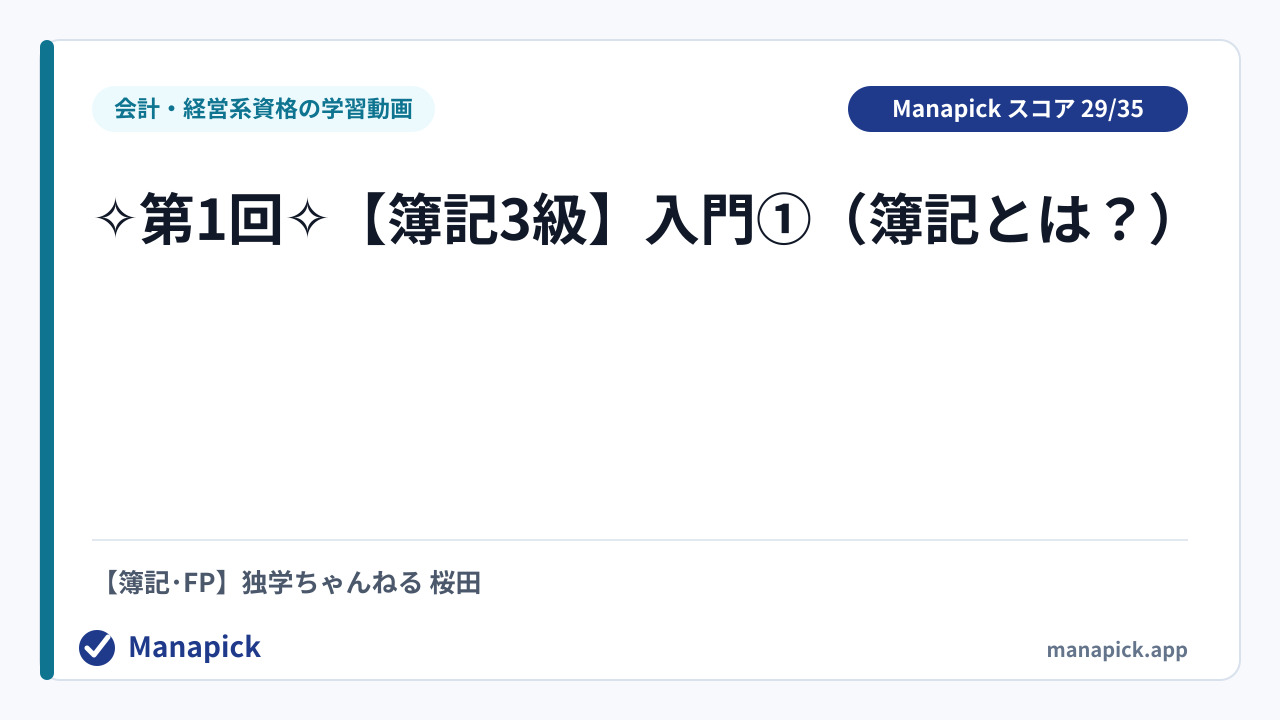 会計・経営系資格の学習動画
Manapick スコア 29/35
✧第1回✧【簿記3級】入門①（簿記とは？）
【簿記･FP】独学ちゃんねる 桜田
Manapick
manapick.app